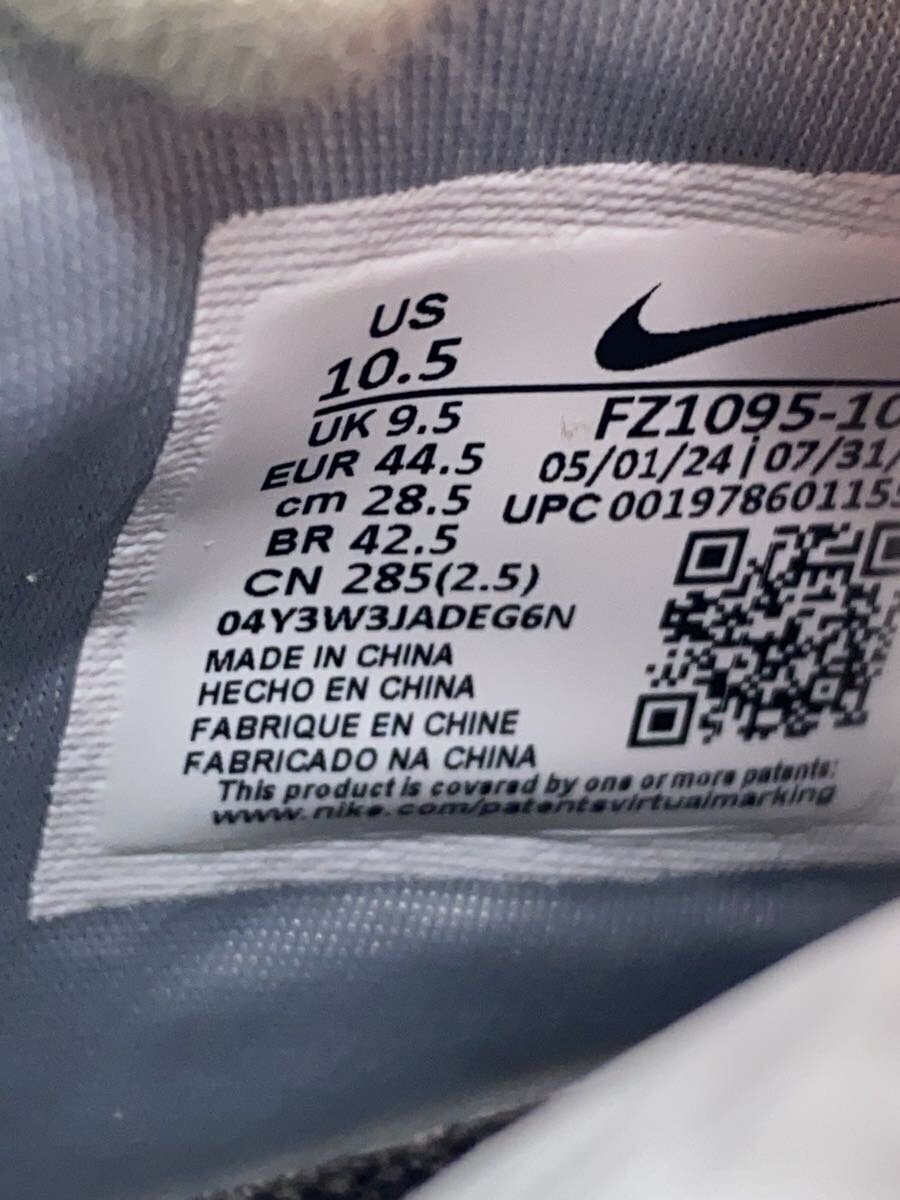 US
10.5
UK 9.5
EUR 44.5
cm 28.5
BR 42.5
CN 285(2.5)
04Y3W3JADEG6N
MADE IN CHINA
HECHO EN CHINA
FABRIQUE EN CHINE
FABRICADO NA CHINA
This product is covered by one or more patents:
www.nike.com/patentsvirtualmarking
FZ1095-10
05/01/24 | 07/31/
UPC 00197860115